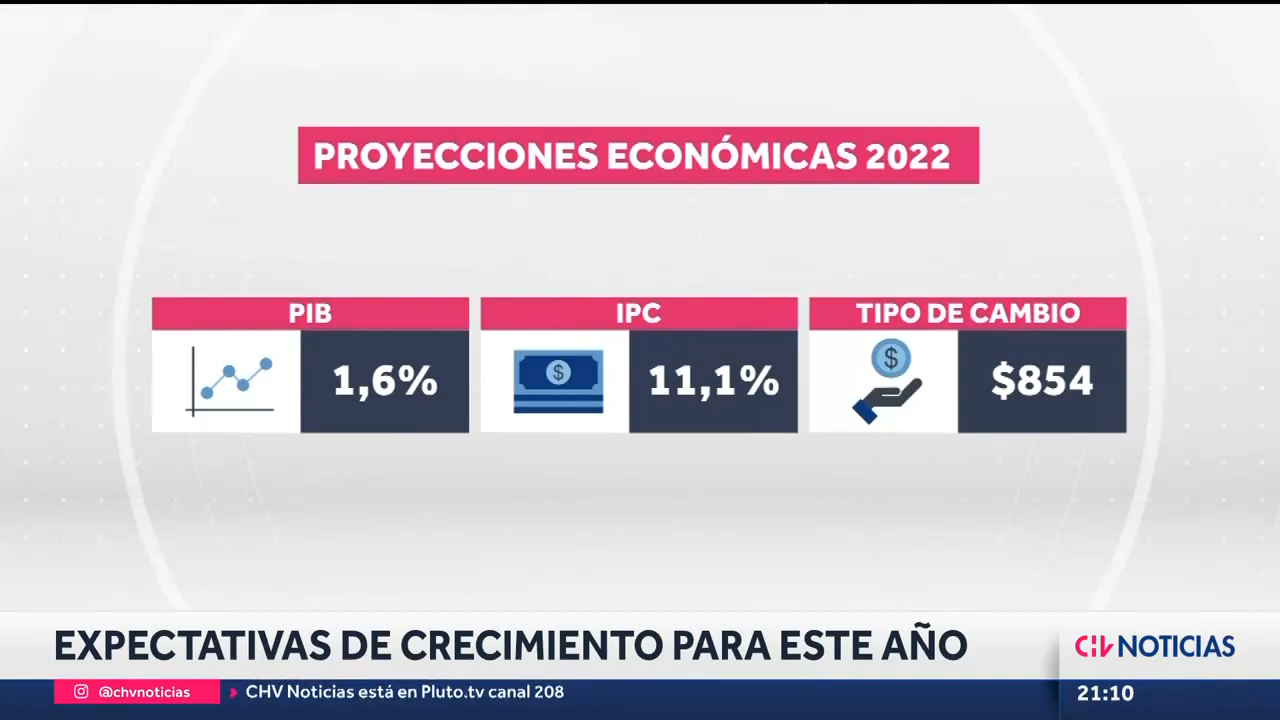 PROYECCIONES ECONÓMICAS 2022
PIB
1,6%
IPC
$
11,1%
TIPO DE CAMBIO
$
$854
EXPECTATIVAS DE CRECIMIENTO PARA ESTE AÑO
CHV NOTICIAS
@chvnoticias
CHV Noticias está en Pluto.tv canal 208
21:10